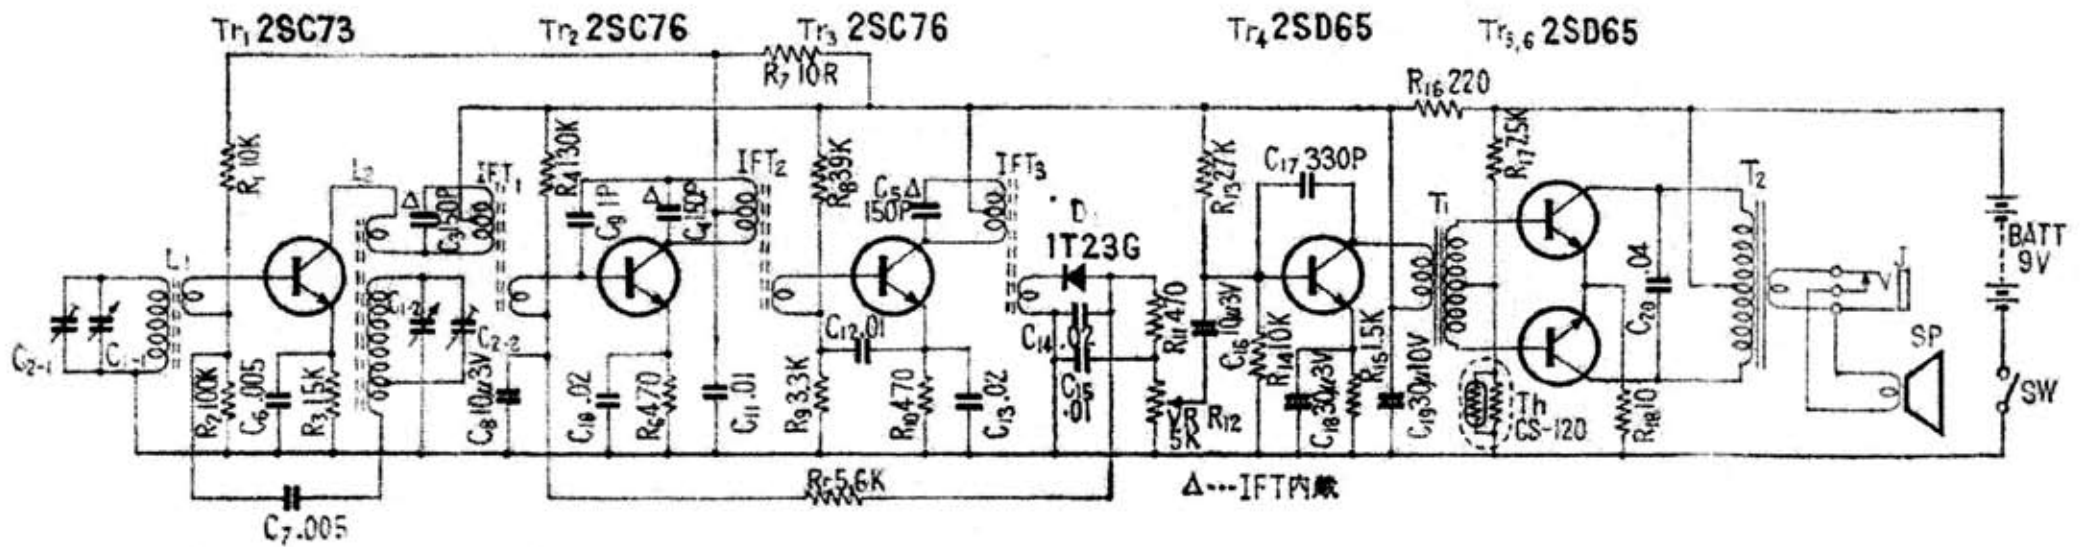 Tr₁ 2SC73
Tr₂ 2SC76
Tr₃ 2SC76
Tr₄ 2SD65
Tr₅,₆ 2SD65
R₇ 10R
R₁₆ 220
R₁ 10K
R₄ 130K
R₈ 39K
R₁₃ 27K
R₁₇ 7.5K
C₁₇ 330P
IFT₁
IFT₂
IFT₃
C₉ 1P
Δ
C₃ 150P
Δ
150P
C₅ Δ
150P
1T23G
T₁
T₂
L₁
C₂₋₁
C₁₋₁
C₁₋₂
C₂₋₂
C₁₂ .01
C₁₄ .02
C₁₅
.01
R₁₁ 470
C₁₆ 10μ3V
R₁₄ 10K
R₁₅ 1.5K
C₂₀ .04
J
BATT
9V
SP
SW
R₂ 100K
C₆ .005
R₃ 1.5K
C₈ 10μ3V
C₁₀ .02
R₆ 470
C₁₁ .01
R₉ 3.3K
R₁₀ 470
C₁₃ .02
VR R₁₂
5K
C₁₈ 30μ3V
C₁₉ 30μ10V
Th
CS-120
R₁₈ 10
5.6K
Δ---IFT内蔵
C₇ .005